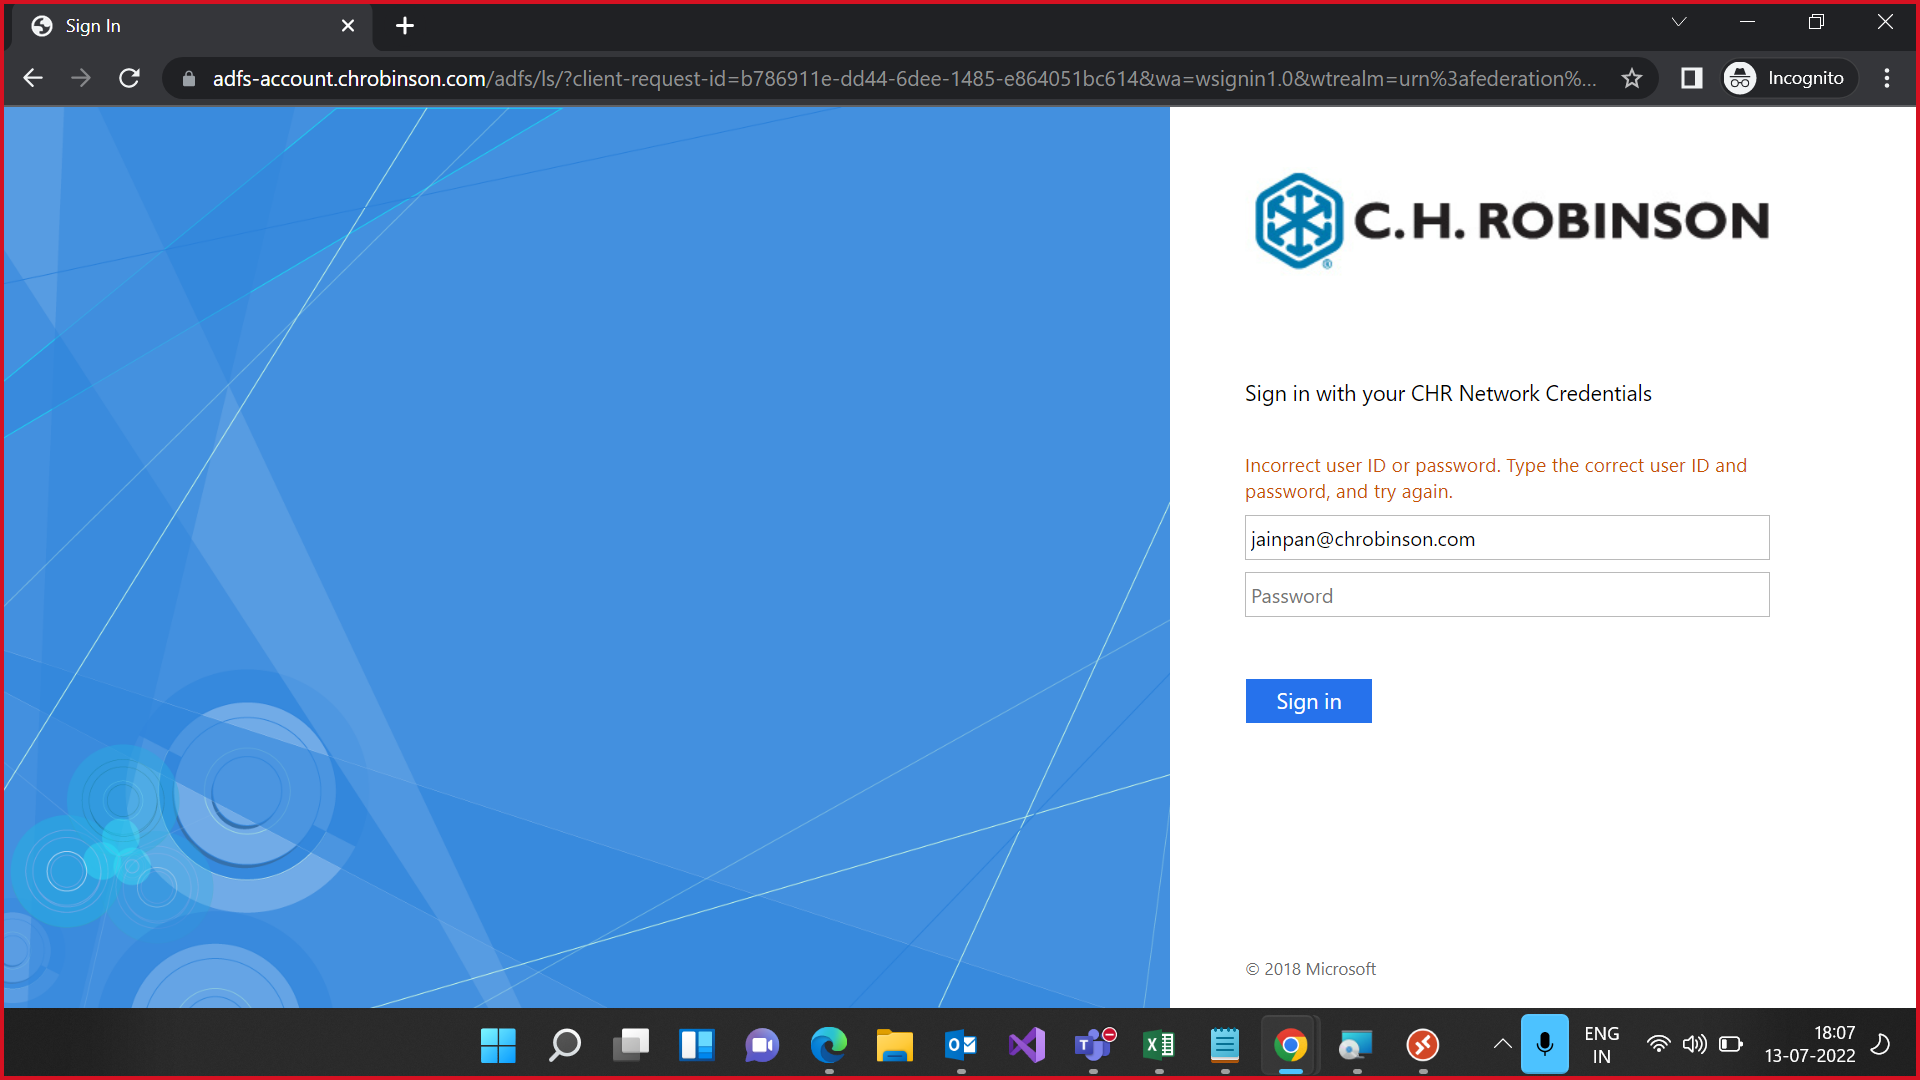 Sign In
adfs-account.chrobinson.com/adfs/ls/?client-request-id=b786911e-dd44-6dee-1485-e864051bc614&wa=wsignin1.0&wtrealm=urn%3afederation%...
Incognito
C.H. ROBINSON
®
Sign in with your CHR Network Credentials
Incorrect user ID or password. Type the correct user ID and
password, and try again.
jainpan@chrobinson.com
Password
Sign in
© 2018 Microsoft
ENG
IN
18:07
13-07-2022